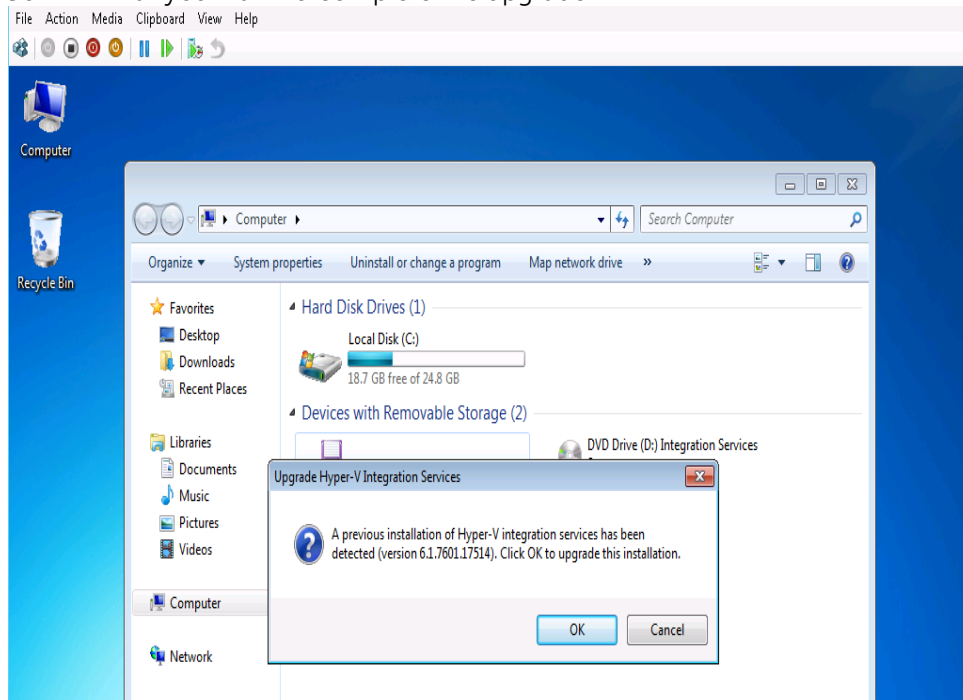 File Action Media Clipboard View Help
Computer
Recycle Bin
Computer
Search Computer
Organize System properties Uninstall or change a program Map network drive »
Favorites
Desktop
Downloads
Recent Places
Libraries
Documents
Music
Pictures
Videos
Computer
Network
Hard Disk Drives (1)
Local Disk (C:)
18.7 GB free of 24.8 GB
Devices with Removable Storage (2)
DVD Drive (D:) Integration Services
Upgrade Hyper-V Integration Services
A previous installation of Hyper-V integration services has been
detected (version 6.1.7601.17514). Click OK to upgrade this installation.
OK Cancel